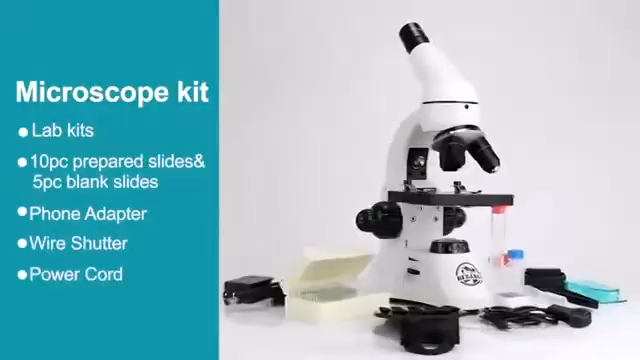 Microscope kit
Lab kits
10pc prepared slides&
5pc blank slides
Phone Adapter
Wire Shutter
Power Cord